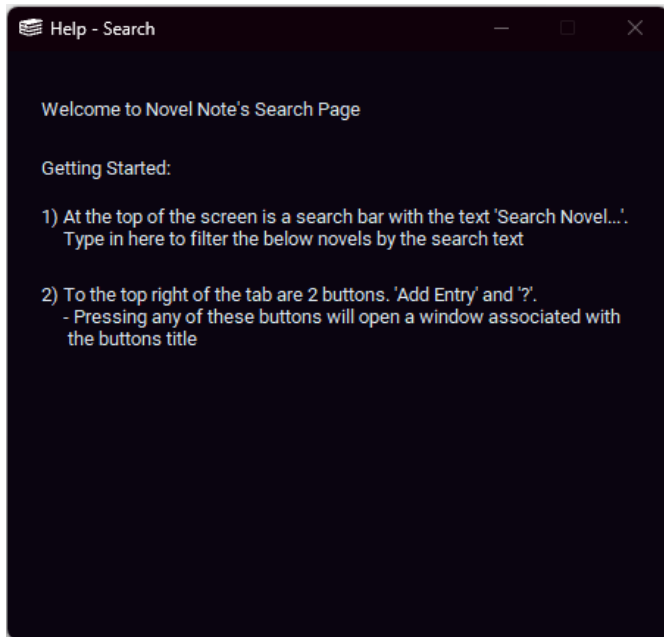 Help - Search
Welcome to Novel Note's Search Page
Getting Started:
1) At the top of the screen is a search bar with the text 'Search Novel...'.
Type in here to filter the below novels by the search text
2) To the top right of the tab are 2 buttons. 'Add Entry' and '?'.
- Pressing any of these buttons will open a window associated with
the buttons title